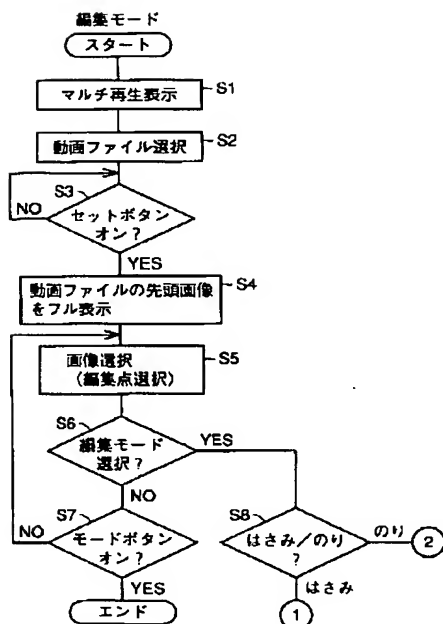 編集モード
スタート
マルチ再生表示
S1
動画ファイル選択
S2
S3
セットボタン
オン?
NO
YES
動画ファイルの先頭画像
をフル表示
S4
画像選択
(編集点選択)
S5
S6
編集モード
選択?
YES
NO
S7
モードボタン
オン?
NO
YES
エンド
S8
はさみ/のり
?
のり
2
はさみ
1